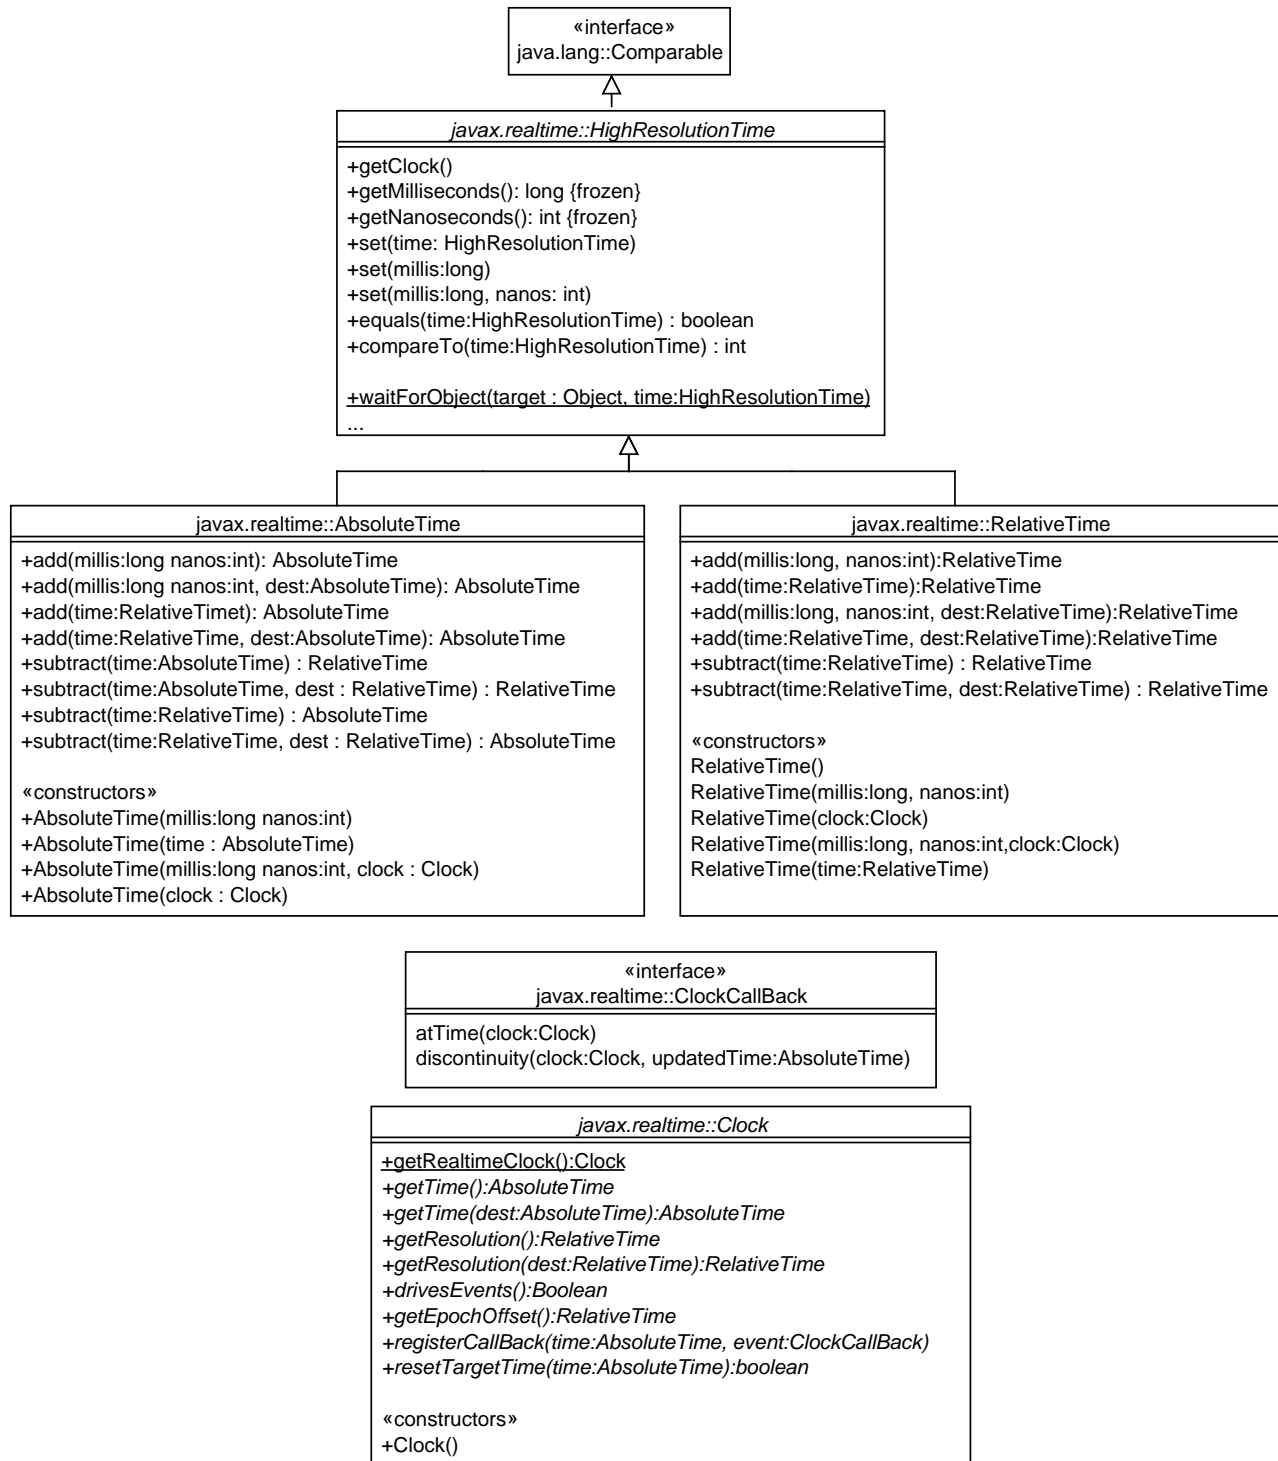 «interface»
java.lang::Comparable
javax.realtime::HighResolutionTime
+getClock()
+getMilliseconds(): long {frozen}
+getNanoseconds(): int {frozen}
+set(time: HighResolutionTime)
+set(millis:long)
+set(millis:long, nanos: int)
+equals(time:HighResolutionTime) : boolean
+compareTo(time:HighResolutionTime) : int
+waitForObject(target : Object, time:HighResolutionTime)
...
javax.realtime::AbsoluteTime
+add(millis:long nanos:int): AbsoluteTime
+add(millis:long nanos:int, dest:AbsoluteTime): AbsoluteTime
+add(time:RelativeTimet): AbsoluteTime
+add(time:RelativeTime, dest:AbsoluteTime): AbsoluteTime
+subtract(time:AbsoluteTime) : RelativeTime
+subtract(time:AbsoluteTime, dest : RelativeTime) : RelativeTime
+subtract(time:RelativeTime) : AbsoluteTime
+subtract(time:RelativeTime, dest : RelativeTime) : AbsoluteTime
«constructors»
+AbsoluteTime(millis:long nanos:int)
+AbsoluteTime(time : AbsoluteTime)
+AbsoluteTime(millis:long nanos:int, clock : Clock)
+AbsoluteTime(clock : Clock)
javax.realtime::RelativeTime
+add(millis:long, nanos:int):RelativeTime
+add(time:RelativeTime):RelativeTime
+add(millis:long, nanos:int, dest:RelativeTime):RelativeTime
+add(time:RelativeTime, dest:RelativeTime):RelativeTime
+subtract(time:RelativeTime) : RelativeTime
+subtract(time:RelativeTime, dest:RelativeTime) : RelativeTime
«constructors»
RelativeTime()
RelativeTime(millis:long, nanos:int)
RelativeTime(clock:Clock)
RelativeTime(millis:long, nanos:int,clock:Clock)
RelativeTime(time:RelativeTime)
«interface»
javax.realtime::ClockCallBack
atTime(clock:Clock)
discontinuity(clock:Clock, updatedTime:AbsoluteTime)
javax.realtime::Clock
+getRealtimeClock():Clock
+getTime():AbsoluteTime
+getTime(dest:AbsoluteTime):AbsoluteTime
+getResolution():RelativeTime
+getResolution(dest:RelativeTime):RelativeTime
+drivesEvents():Boolean
+getEpochOffset():RelativeTime
+registerCallBack(time:AbsoluteTime, event:ClockCallBack)
+resetTargetTime(time:AbsoluteTime):boolean
«constructors»
+Clock()